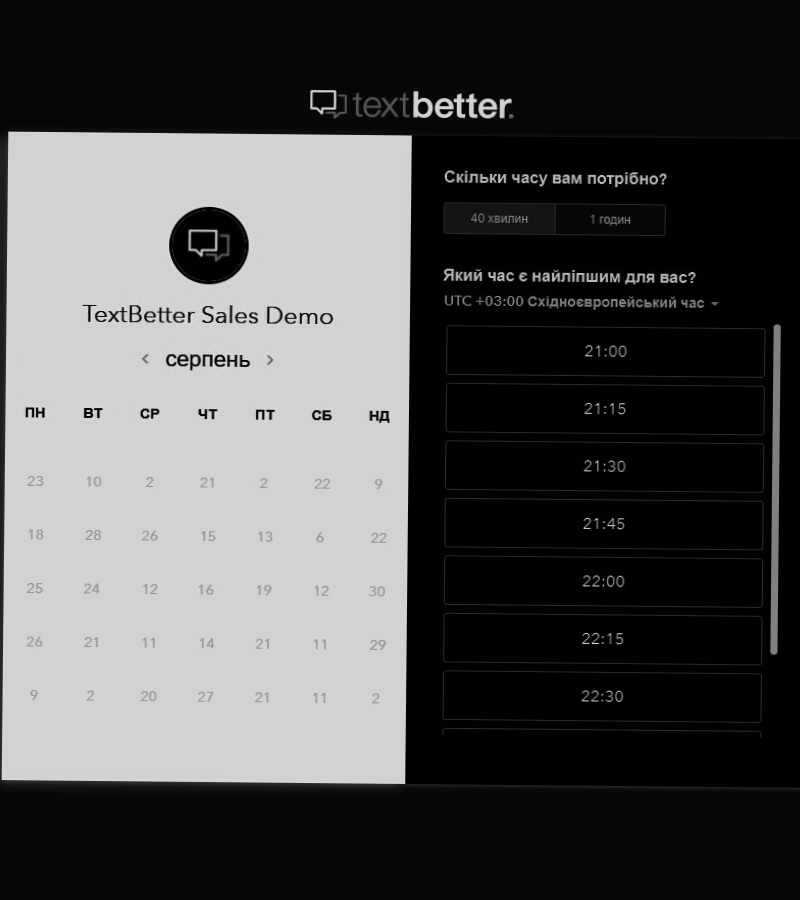 textbetter.
TextBetter Sales Demo
серпень
ПН ВТ СР ЧТ ПТ СБ НД
23 10 2 21 2 22 9
18 28 26 15 13 6 22
25 24 12 16 19 12 30
26 21 11 14 21 11 29
9 2 20 27 21 11 2
Скільки часу вам потрібно?
40 хвилин 1 годин
Який час є найліпшим для вас?
UTC +03:00 Східноєвропейський час
21:00
21:15
21:30
21:45
22:00
22:15
22:30